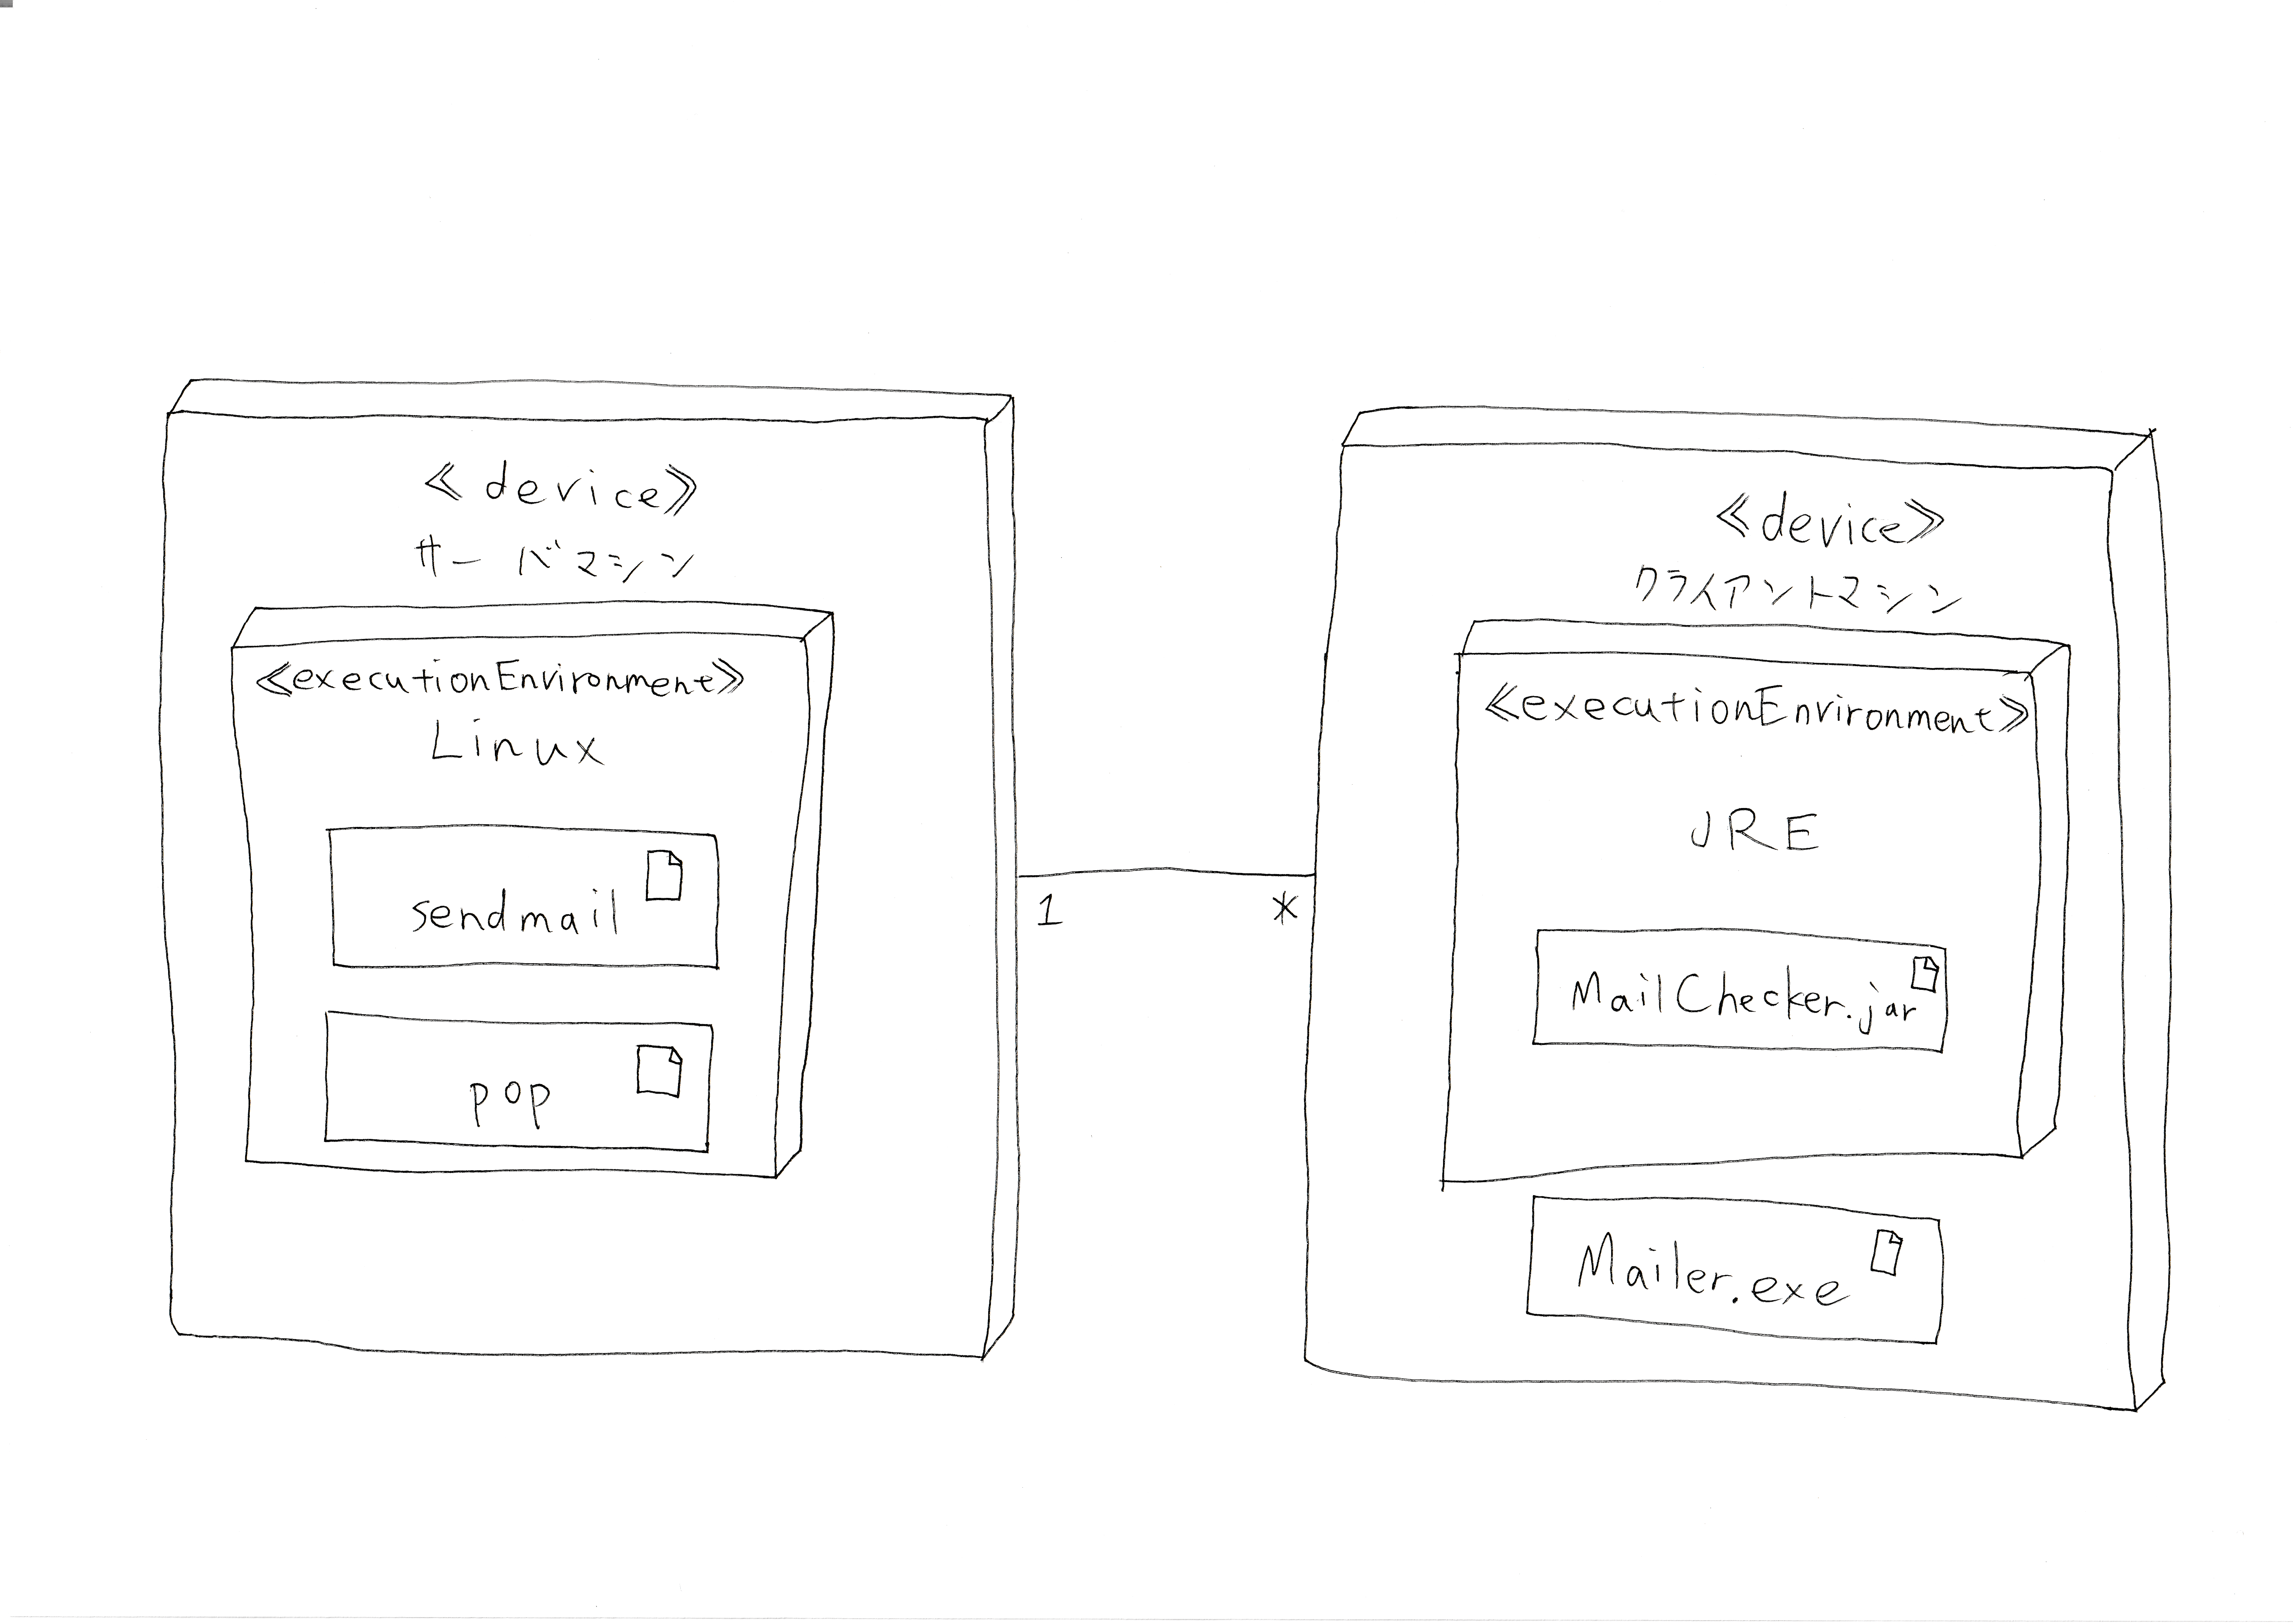 ≪device≫
サーバマシン
≪executionEnvironment≫
Linux
sendmail
pop
1
*
≪device≫
クライアントマシン
≪executionEnvironment≫
JRE
MailChecker.jar
Mailer.exe